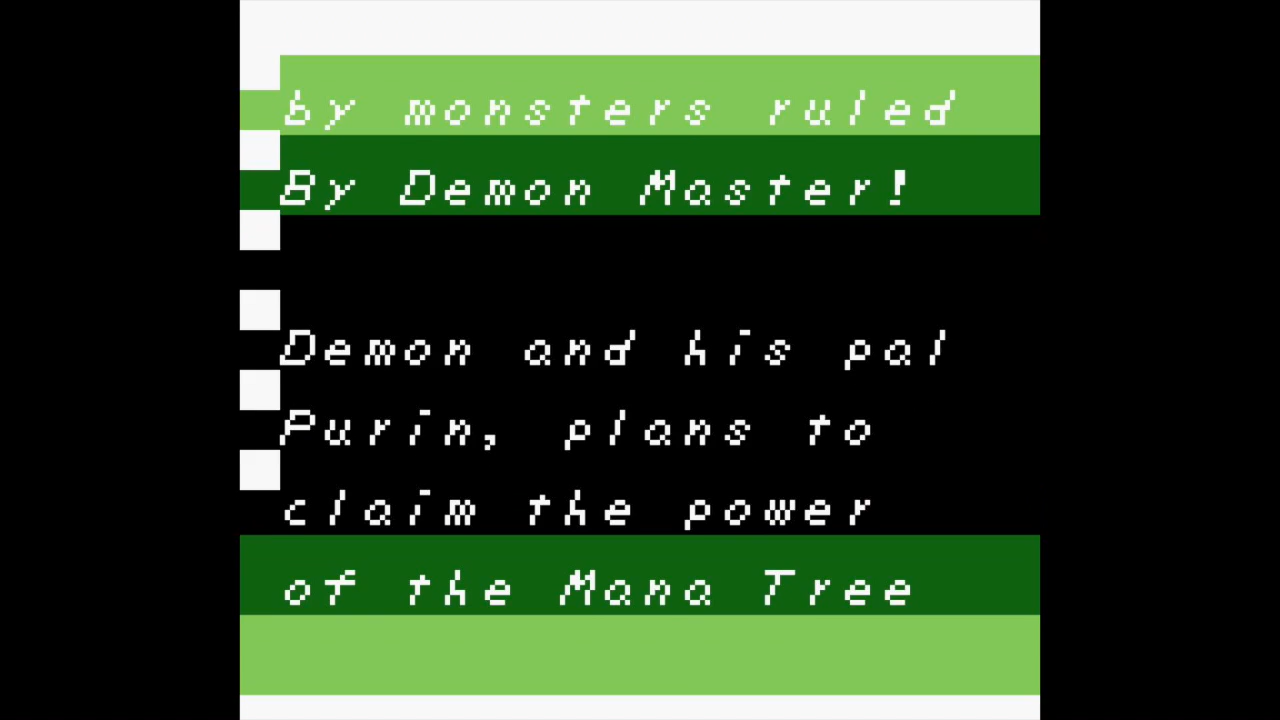 by monsters ruled
By Demon Master!
Demon and his pal
Purin, plans to
claim the power
of the Mana Tree